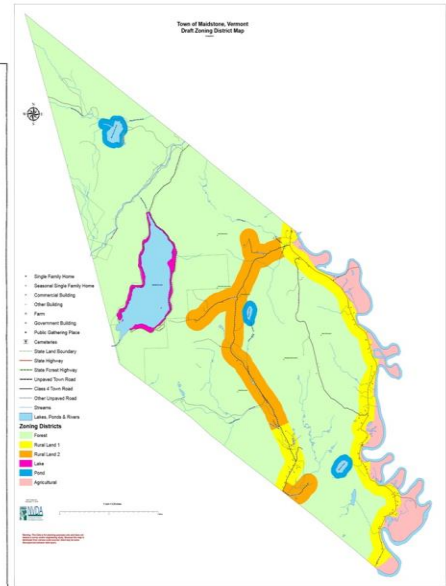 Town of Maidstone, Vermont
Draft Zoning District Map
Single Family Home
Seasonal Single Family Home
Commercial Building
Other Building
Farm
Government Building
Public Gathering Place
Cemeteries
State Land Boundary
State Highway
State Forest Highway
Unpaved Town Road
Class 4 Town Road
Other Unpaved Road
Streams
Lakes, Ponds & Rivers
Zoning Districts
Forest
Rural Land 1
Rural Land 2
Lake
Pond
Agricultural
NVDA